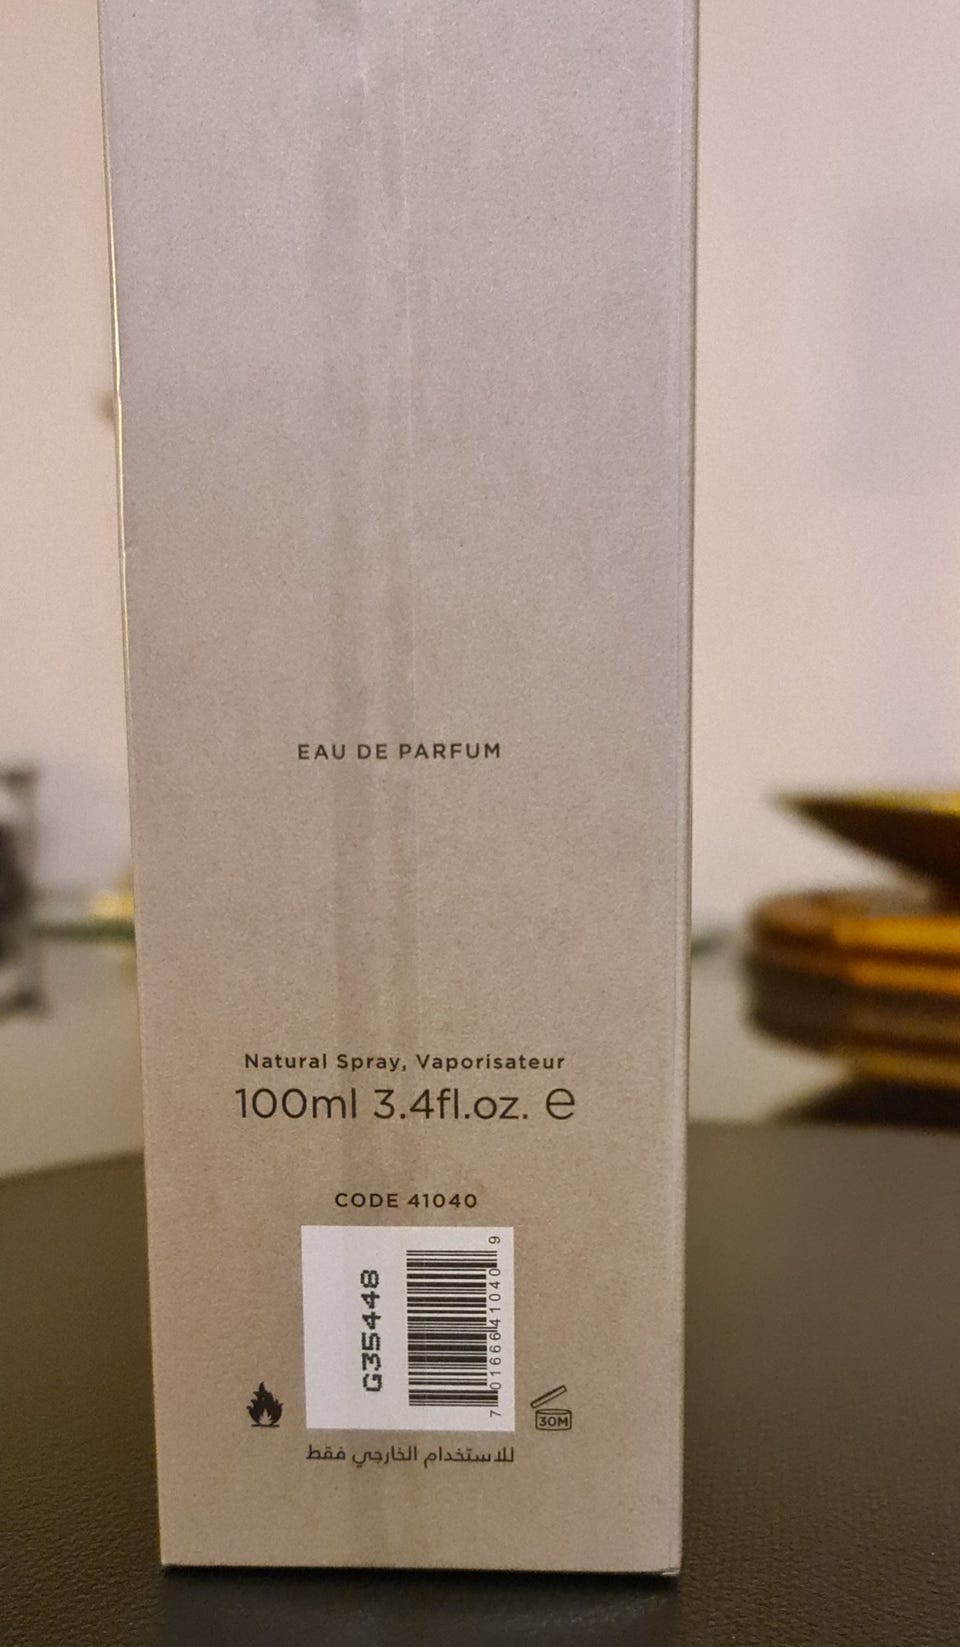 EAU DE PARFUM
Natural Spray, Vaporisateur
100ml 3.4fl.oz. ℮
CODE 41040
G35448
7 016664 410409
30M
للاستخدام الخارجي فقط